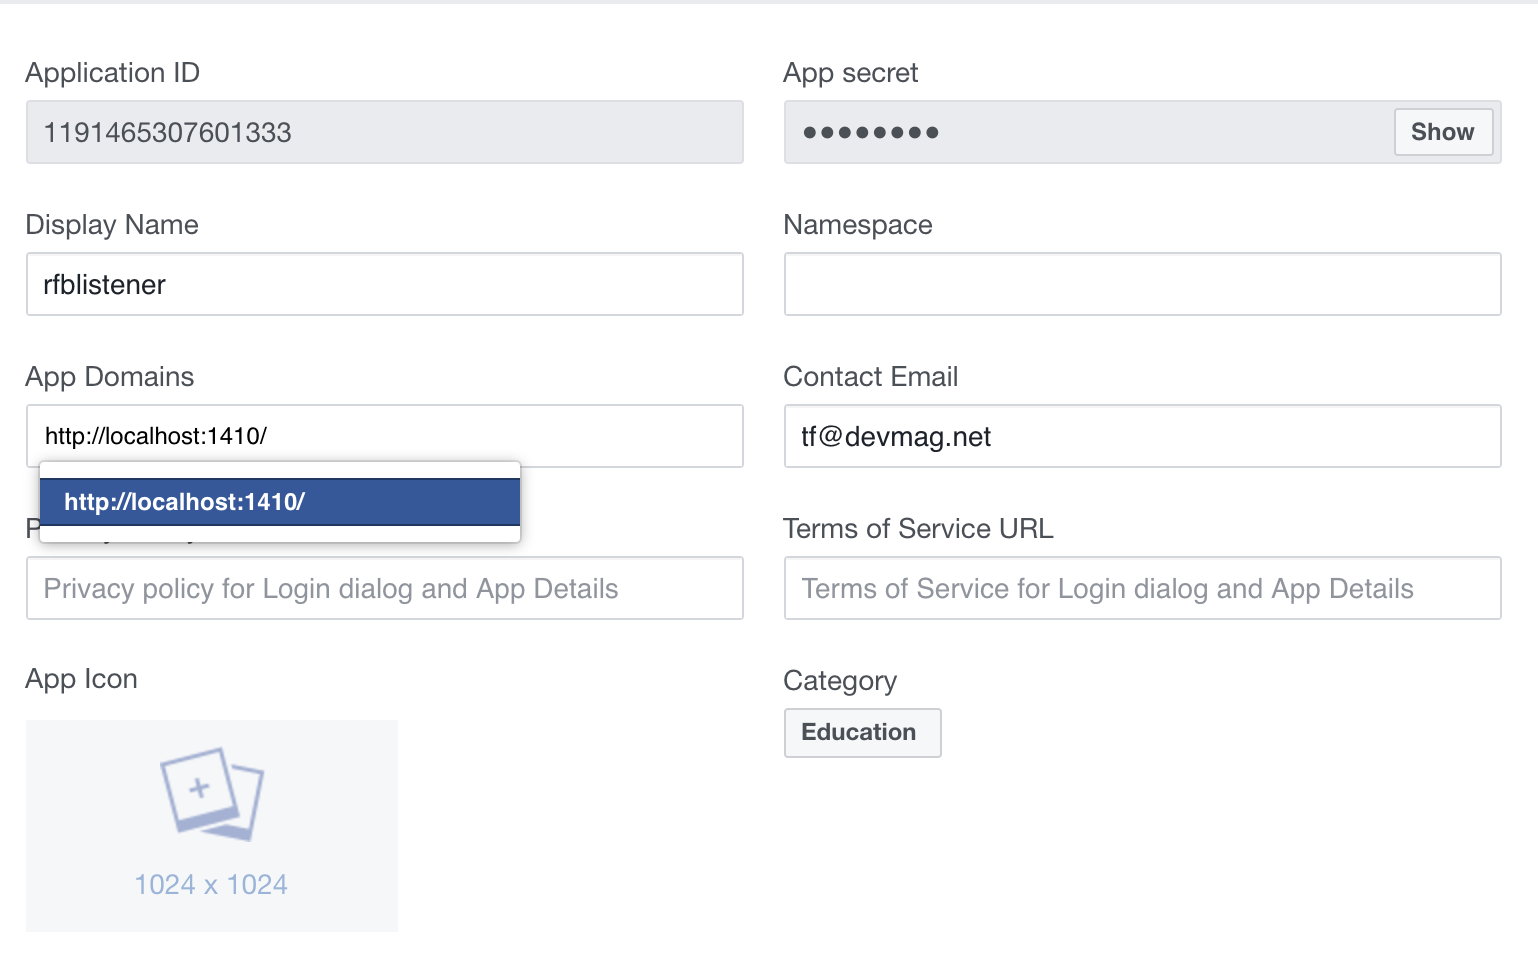 Application ID
App secret
1191465307601333
Show
Display Name
Namespace
rfblistener
App Domains
Contact Email
http://localhost:1410/
tf@devmag.net
http://localhost:1410/
Terms of Service URL
Privacy policy for Login dialog and App Details
Terms of Service for Login dialog and App Details
App Icon
Category
Education
1024 x 1024